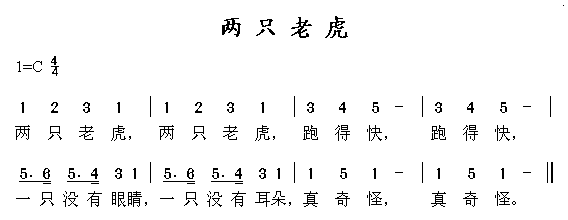 两只老虎
1=C 4/4
1 2 3 1 | 1 2 3 1 | 3 4 5 - | 3 4 5 - |
两 只 老 虎， 两 只 老 虎， 跑 得 快， 跑 得 快，
5. 6 5. 4 3 1 | 5. 6 5. 4 3 1 | 1 5 1 - | 1 5 1 - ||
一 只 没 有 眼 睛，一 只 没 有 耳 朵，真 奇 怪， 真 奇 怪。